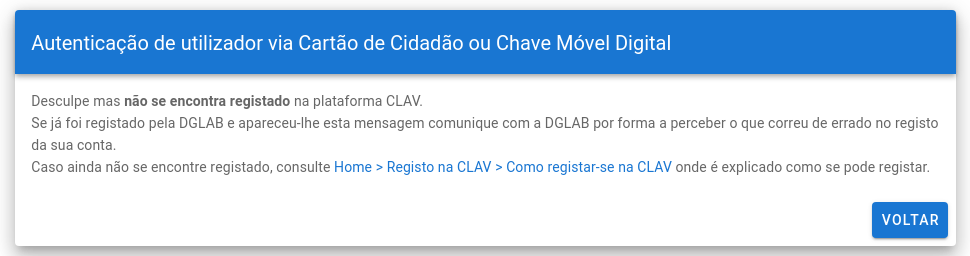 Autenticação de utilizador via Cartão de Cidadão ou Chave Móvel Digital
Desculpe mas não se encontra registado na plataforma CLAV.
Se já foi registado pela DGLAB e apareceu-lhe esta mensagem comunique com a DGLAB por forma a perceber o que correu de errado no registo
da sua conta.
Caso ainda não se encontre registado, consulte Home > Registo na CLAV > Como registar-se na CLAV onde é explicado como se pode registar.
VOLTAR